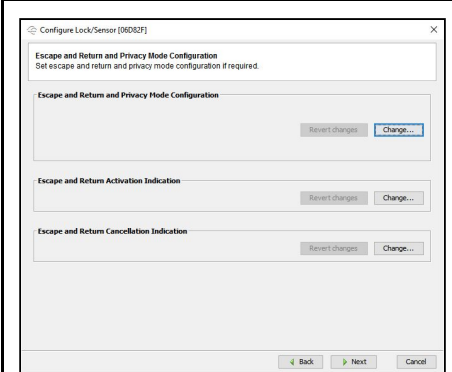 Configure Lock/Sensor [06D82F]
Escape and Return and Privacy Mode Configuration
Set escape and return and privacy mode configuration if required.
Escape and Return and Privacy Mode Configuration
Revert changes Change...
Escape and Return Activation Indication
Revert changes Change...
Escape and Return Cancellation Indication
Revert changes Change...
Back Next Cancel